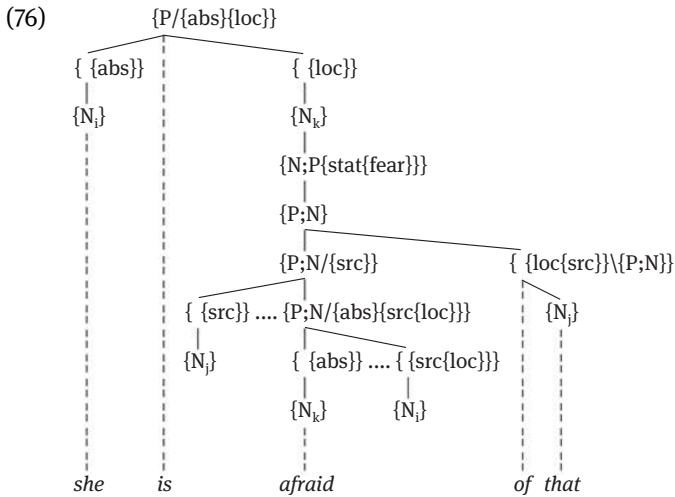 (76) {P/{abs}{loc}}
{ {abs}} { {loc}}
{Nᵢ} {Nₖ}
{N;P{stat{fear}}}
{P;N}
{P;N/{src}} { {loc{src}}\{P;N}}
{ {src}} .... {P;N/{abs}{src{loc}}} {Nⱼ}
{Nⱼ} { {abs}} .... { {src{loc}}}
{Nₖ} {Nᵢ}
she is afraid of that